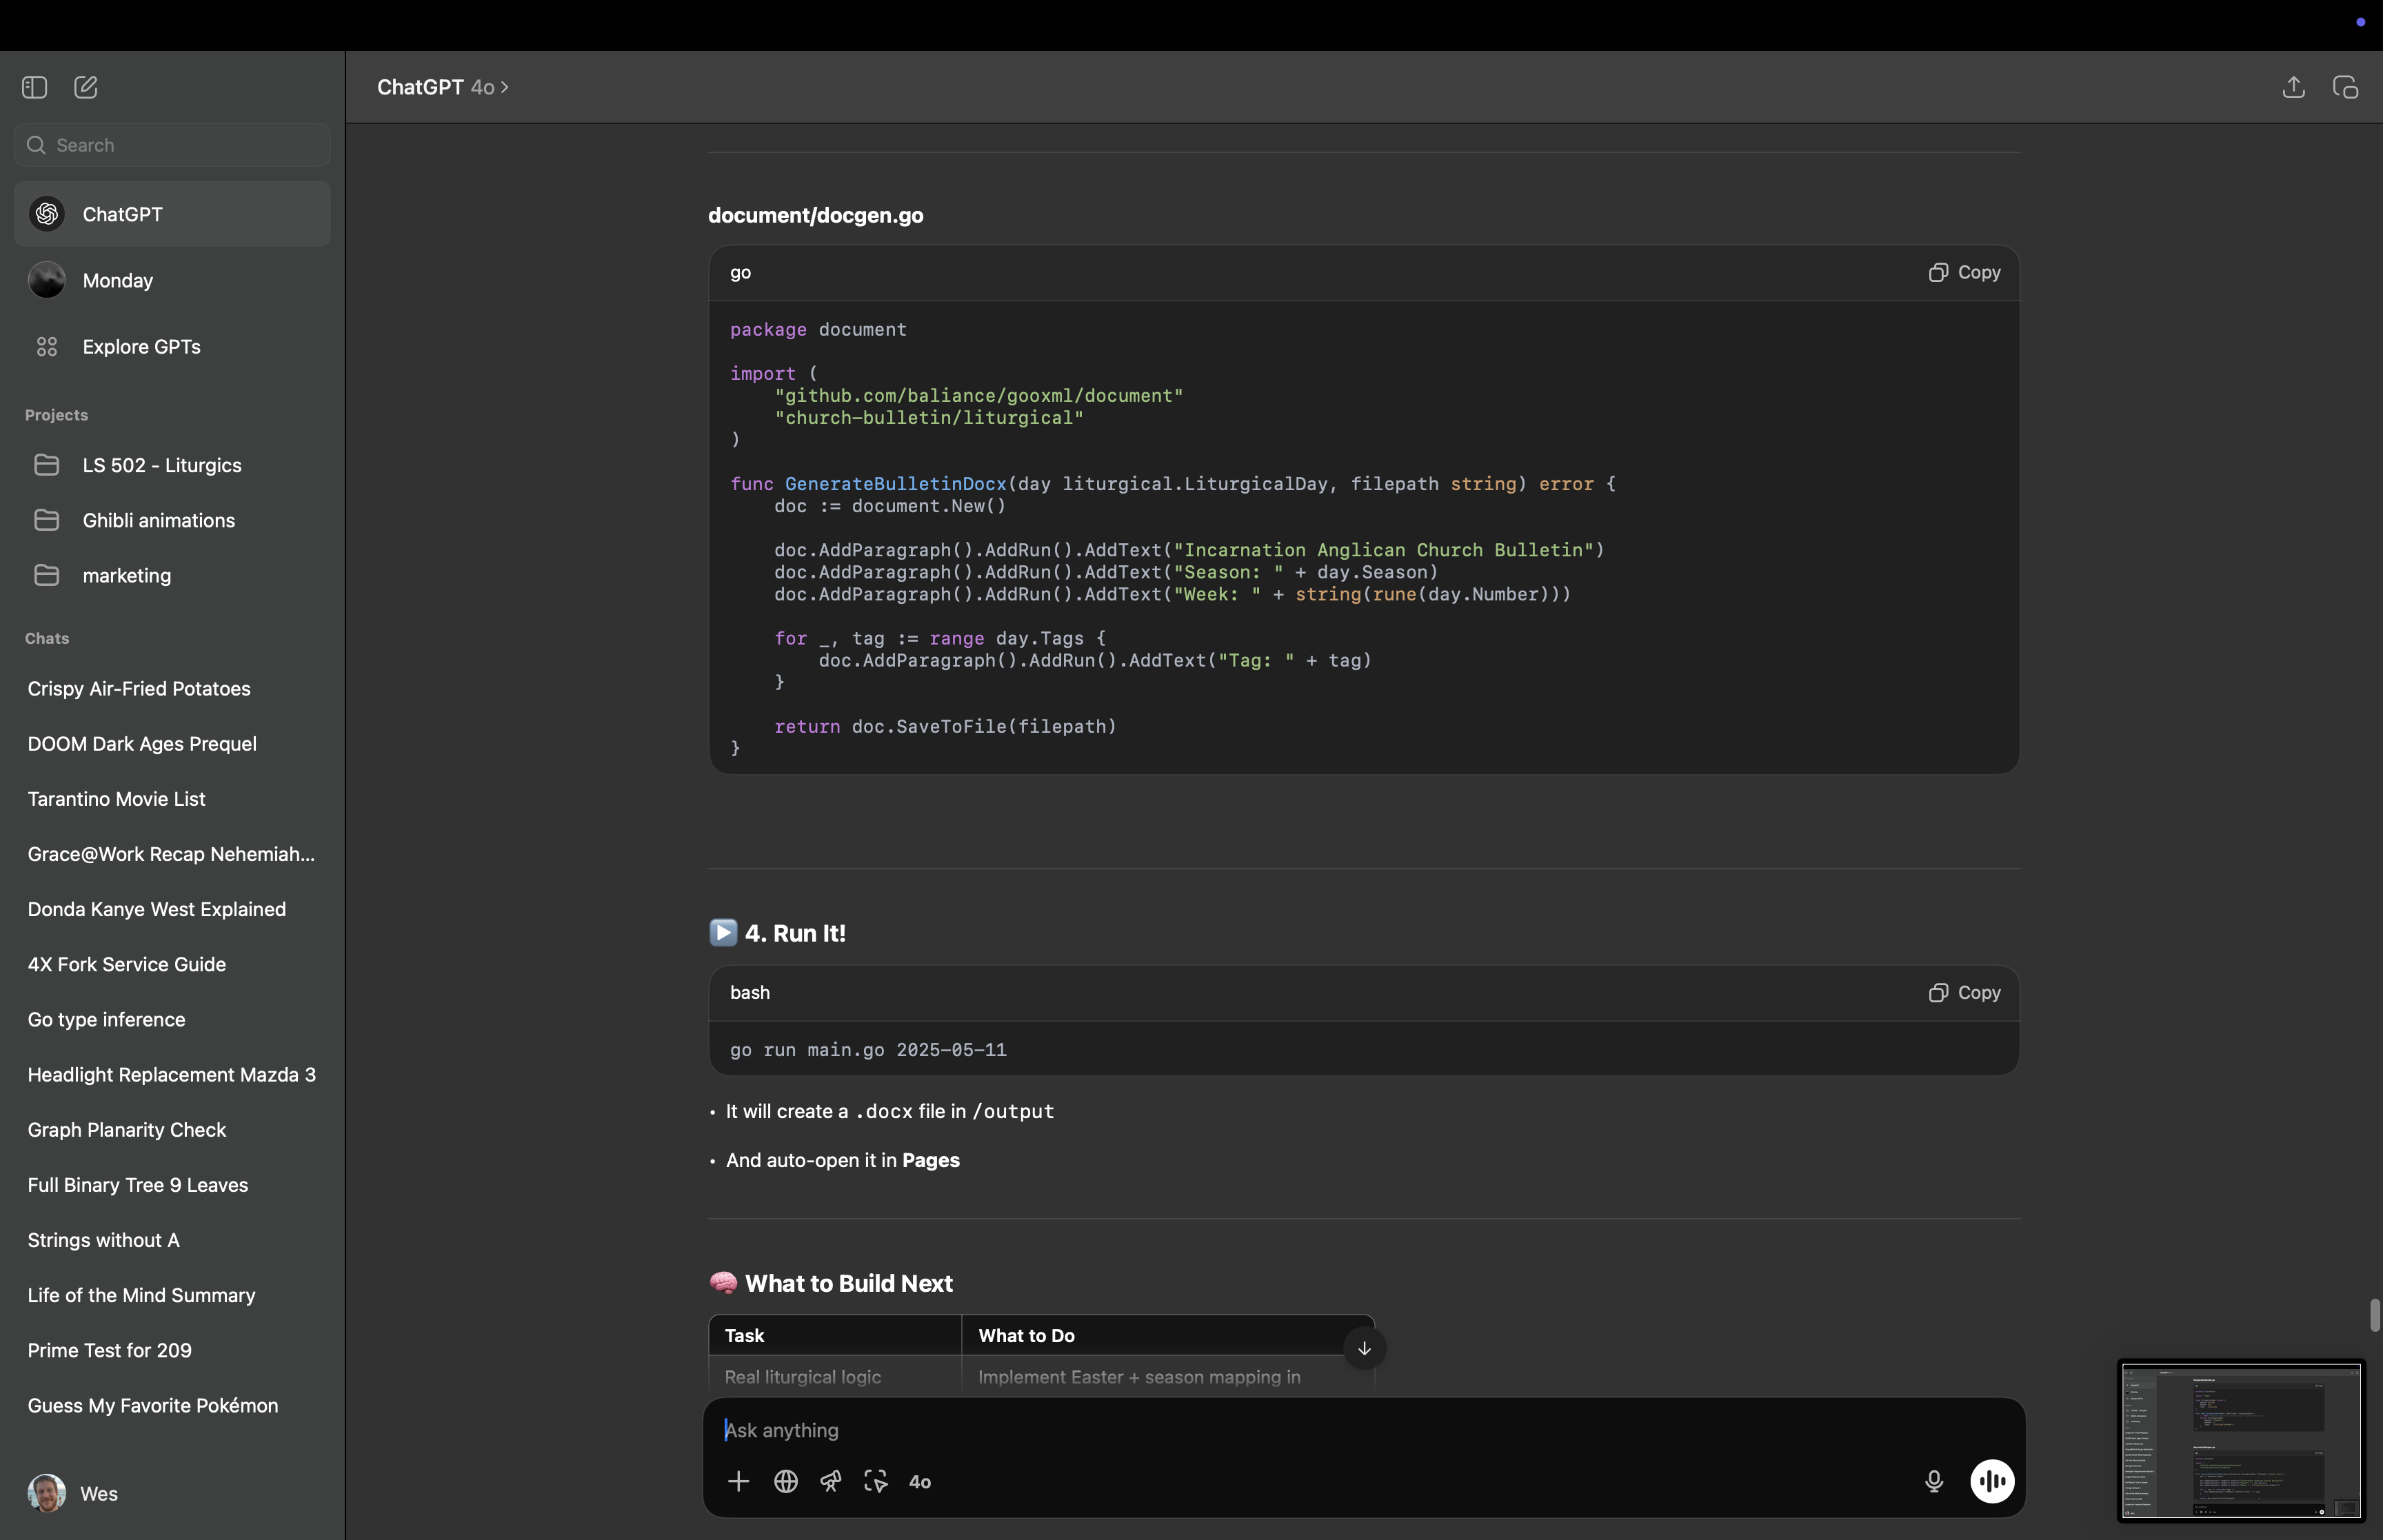 ChatGPT 4o >
Search
ChatGPT
Monday
Explore GPTs
Projects
LS 502 - Liturgics
Ghibli animations
marketing
Chats
Crispy Air-Fried Potatoes
DOOM Dark Ages Prequel
Tarantino Movie List
Grace@Work Recap Nehemiah...
Donda Kanye West Explained
4X Fork Service Guide
Go type inference
Headlight Replacement Mazda 3
Graph Planarity Check
Full Binary Tree 9 Leaves
Strings without A
Life of the Mind Summary
Prime Test for 209
Guess My Favorite Pokémon
Wes
document/docgen.go
go
Copy
package document
import (
    "github.com/baliance/gooxml/document"
    "church-bulletin/liturgical"
)
func GenerateBulletinDocx(day liturgical.LiturgicalDay, filepath string) error {
    doc := document.New()
    doc.AddParagraph().AddRun().AddText("Incarnation Anglican Church Bulletin")
    doc.AddParagraph().AddRun().AddText("Season: " + day.Season)
    doc.AddParagraph().AddRun().AddText("Week: " + string(rune(day.Number)))
    for _, tag := range day.Tags {
        doc.AddParagraph().AddRun().AddText("Tag: " + tag)
    }
    return doc.SaveToFile(filepath)
}
▶️ 4. Run It!
bash
Copy
go run main.go 2025-05-11
• It will create a .docx file in /output
• And auto-open it in Pages
🧠 What to Build Next
Task
What to Do
Real liturgical logic
Implement Easter + season mapping in
Ask anything
4o